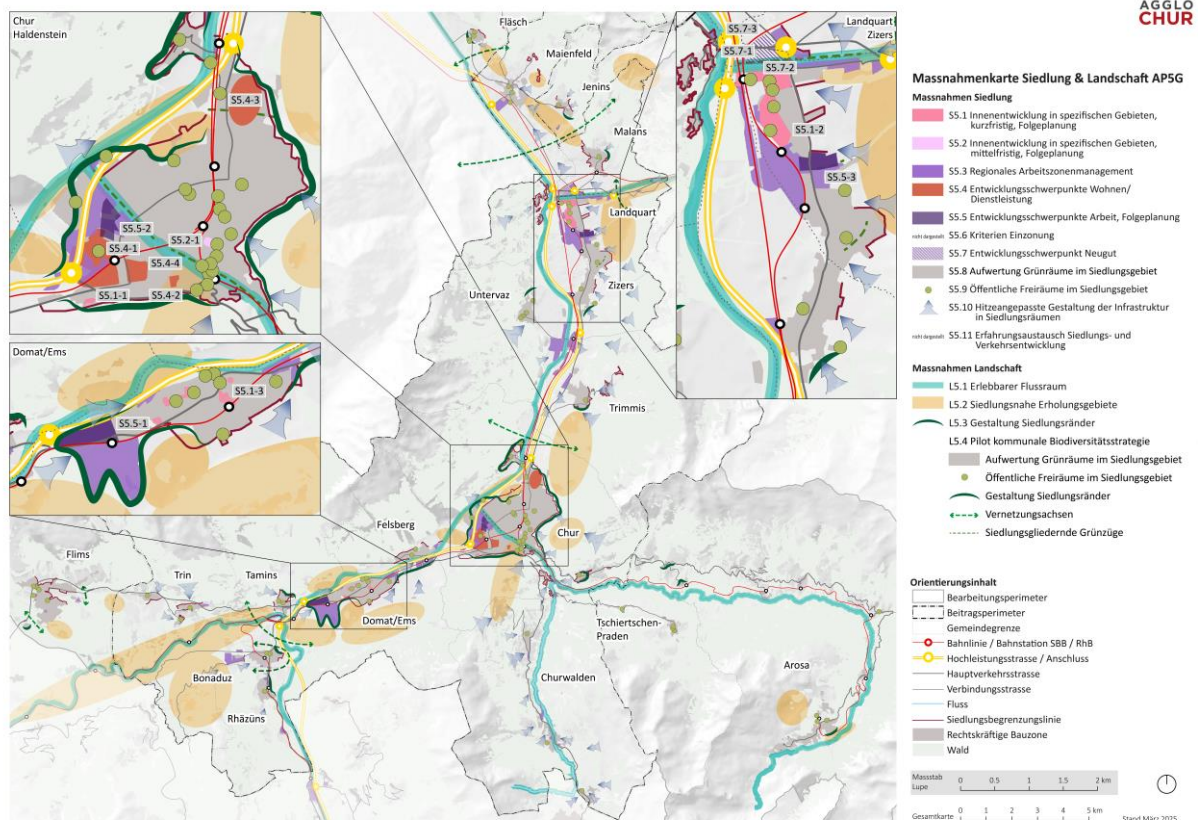 AGGLO
CHUR
Massnahmenkarte Siedlung & Landschaft AP5G
Massnahmen Siedlung
S5.1 Innenentwicklung in spezifischen Gebieten,
kurzfristig, Folgeplanung
S5.2 Innenentwicklung in spezifischen Gebieten,
mittelfristig, Folgeplanung
S5.3 Regionales Arbeitszonenmanagement
S5.4 Entwicklungsschwerpunkte Wohnen/
Dienstleistung
S5.5 Entwicklungsschwerpunkte Arbeit, Folgeplanung
nicht dargestellt S5.6 Kriterien Einzonung
S5.7 Entwicklungsschwerpunkt Neugut
S5.8 Aufwertung Grünräume im Siedlungsgebiet
S5.9 Öffentliche Freiräume im Siedlungsgebiet
S5.10 Hitzeangepasste Gestaltung der Infrastruktur
in Siedlungsräumen
nicht dargestellt S5.11 Erfahrungsaustausch Siedlungs- und
Verkehrsentwicklung
Massnahmen Landschaft
L5.1 Erlebbarer Flussraum
L5.2 Siedlungsnahe Erholungsgebiete
L5.3 Gestaltung Siedlungsränder
L5.4 Pilot kommunale Biodiversitätsstrategie
Aufwertung Grünräume im Siedlungsgebiet
Öffentliche Freiräume im Siedlungsgebiet
Gestaltung Siedlungsränder
Vernetzungsachsen
Siedlungsgliedernde Grünzüge
Orientierungsinhalt
Bearbeitungsperimeter
Beitragsperimeter
Gemeindegrenze
Bahnlinie / Bahnstation SBB / RhB
Hochleistungsstrasse / Anschluss
Hauptverkehrsstrasse
Verbindungsstrasse
Fluss
Siedlungsbegrenzungslinie
Rechtskräftige Bauzone
Wald
Massstab
Lupe
0 0.5 1 1.5 2 km
Gesamtkarte 0 1 2 3 4 5 km
Stand März 2025
Chur
Haldenstein
S5.4-3
S5.5-2
S5.2-1
S5.4-1
S5.4-4
S5.1-1
S5.4-2
Domat/Ems
S5.1-3
S5.5-1
Landquart
Zizers
S5.7-3
S5.7-1
S5.7-2
S5.1-2
S5.5-3
Fläsch
Maienfeld
Jenins
Malans
Landquart
Untervaz
Zizers
Trimmis
Felsberg
Chur
Flims
Trin
Tamins
Domat/Ems
Bonaduz
Rhäzüns
Churwalden
Tschiertschen-
Praden
Arosa